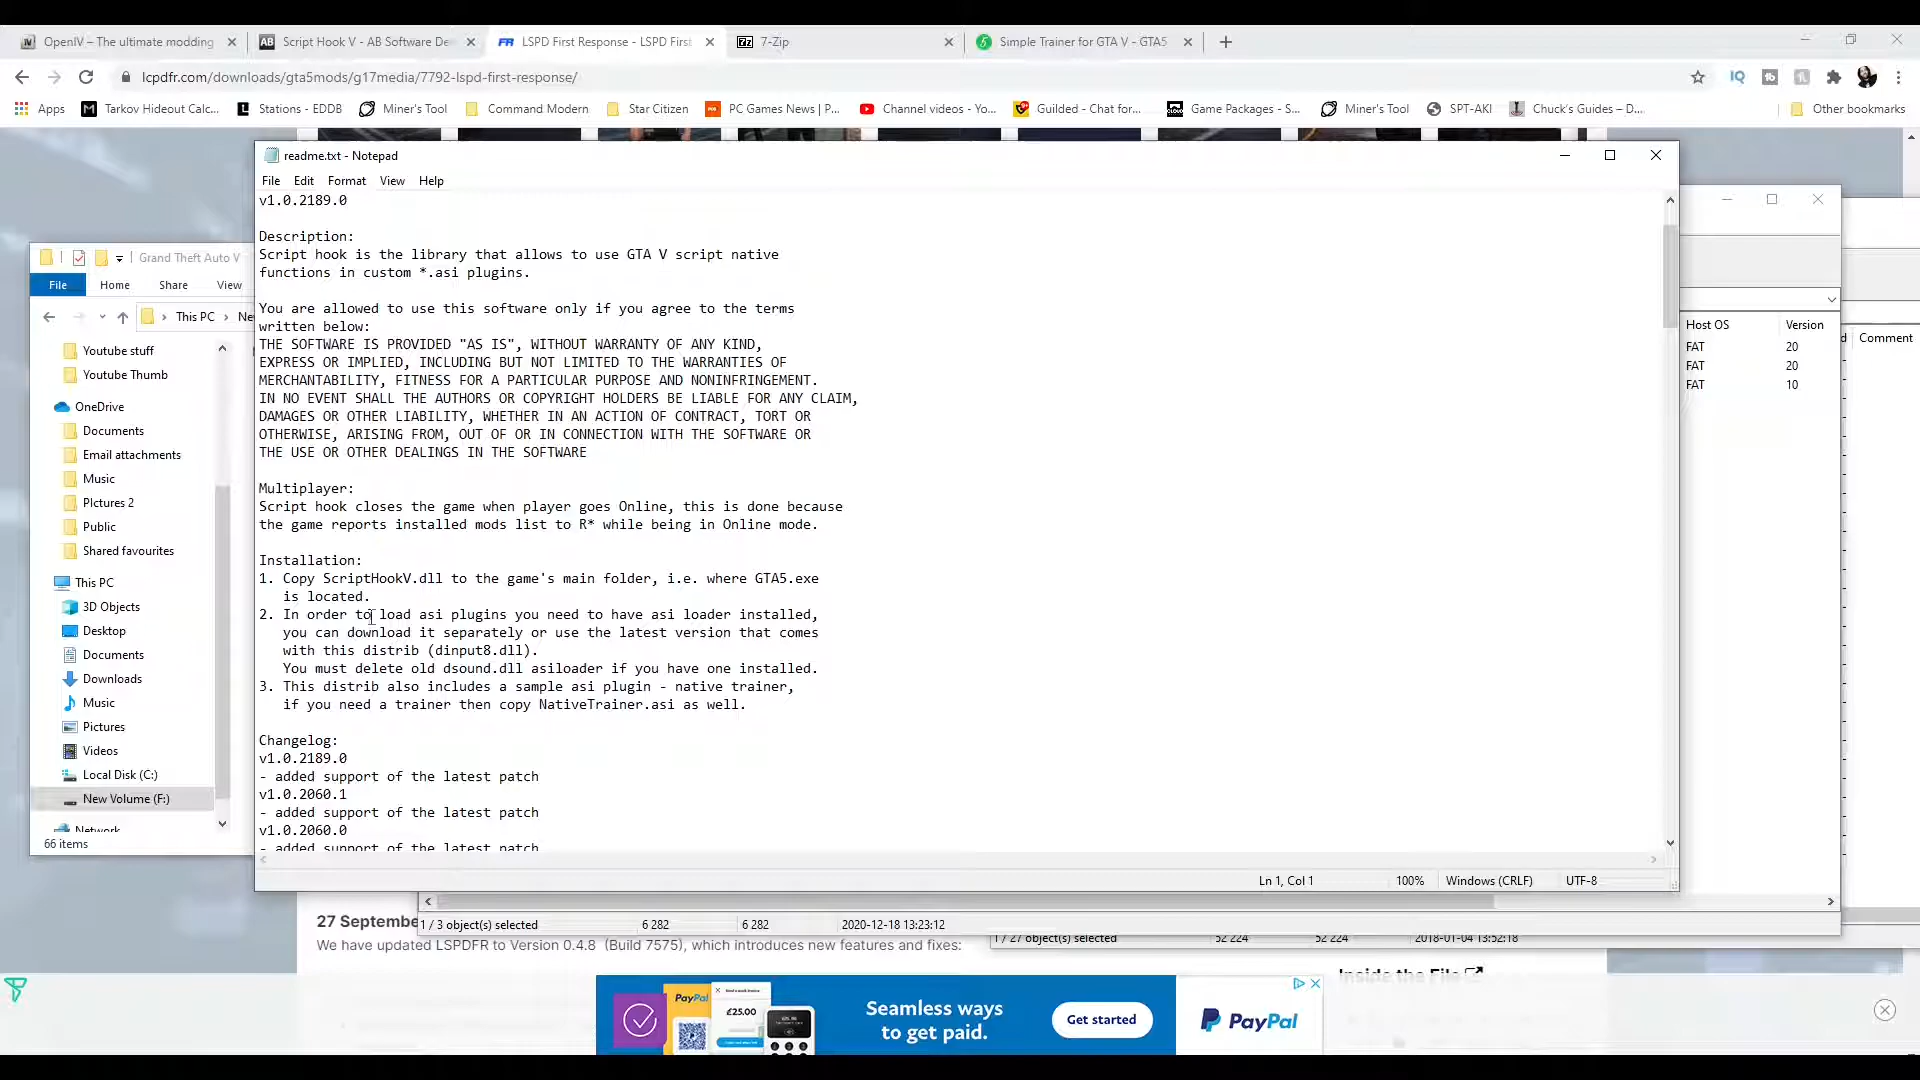 OpenIV – The ultimate modding
Script Hook V - AB Software De
LSPD First Response - LSPD First
7-Zip
Simple Trainer for GTA V - GTA5
lcpdfr.com/downloads/gta5mods/g17media/7792-lspd-first-response/
Apps
Tarkov Hideout Calc...
Stations - EDDB
Miner's Tool
Command Modern
Star Citizen
PC Games News | P...
Channel videos - Yo...
Guilded - Chat for...
Game Packages - S...
Miner's Tool
SPT-AKI
Chuck's Guides – D...
Other bookmarks
readme.txt - Notepad
File Edit Format View Help
v1.0.2189.0
Description:
Script hook is the library that allows to use GTA V script native
functions in custom *.asi plugins.
You are allowed to use this software only if you agree to the terms
written below:
THE SOFTWARE IS PROVIDED "AS IS", WITHOUT WARRANTY OF ANY KIND,
EXPRESS OR IMPLIED, INCLUDING BUT NOT LIMITED TO THE WARRANTIES OF
MERCHANTABILITY, FITNESS FOR A PARTICULAR PURPOSE AND NONINFRINGEMENT.
IN NO EVENT SHALL THE AUTHORS OR COPYRIGHT HOLDERS BE LIABLE FOR ANY CLAIM,
DAMAGES OR OTHER LIABILITY, WHETHER IN AN ACTION OF CONTRACT, TORT OR
OTHERWISE, ARISING FROM, OUT OF OR IN CONNECTION WITH THE SOFTWARE OR
THE USE OR OTHER DEALINGS IN THE SOFTWARE
Multiplayer:
Script hook closes the game when player goes Online, this is done because
the game reports installed mods list to R* while being in Online mode.
Installation:
1. Copy ScriptHookV.dll to the game's main folder, i.e. where GTA5.exe
is located.
2. In order to load asi plugins you need to have asi loader installed,
you can download it separately or use the latest version that comes
with this distrib (dinput8.dll).
You must delete old dsound.dll asiloader if you have one installed.
3. This distrib also includes a sample asi plugin - native trainer,
if you need a trainer then copy NativeTrainer.asi as well.
Changelog:
v1.0.2189.0
- added support of the latest patch
v1.0.2060.1
- added support of the latest patch
v1.0.2060.0
- added support of the latest patch
Ln 1, Col 1
100%
Windows (CRLF)
UTF-8
Grand Theft Auto V
File Home Share View
This PC > Ne
Youtube stuff
Youtube Thumb
OneDrive
Documents
Email attachments
Music
PIctures 2
Public
Shared favourites
This PC
3D Objects
Desktop
Documents
Downloads
Music
Pictures
Videos
Local Disk (C:)
New Volume (F:)
Network
66 items
Host OS
Version
FAT 20
FAT 20
FAT 10
Comment
1 / 3 object(s) selected
6 282
6 282
2020-12-18 13:23:12
1 / 27 object(s) selected
52 224
52 224
2018-01-04 13:52:18
27 Septembe
We have updated LSPDFR to Version 0.4.8 (Build 7575), which introduces new features and fixes:
Inside the File
PayPal
£25.00
Seamless ways
to get paid.
Get started
PayPal